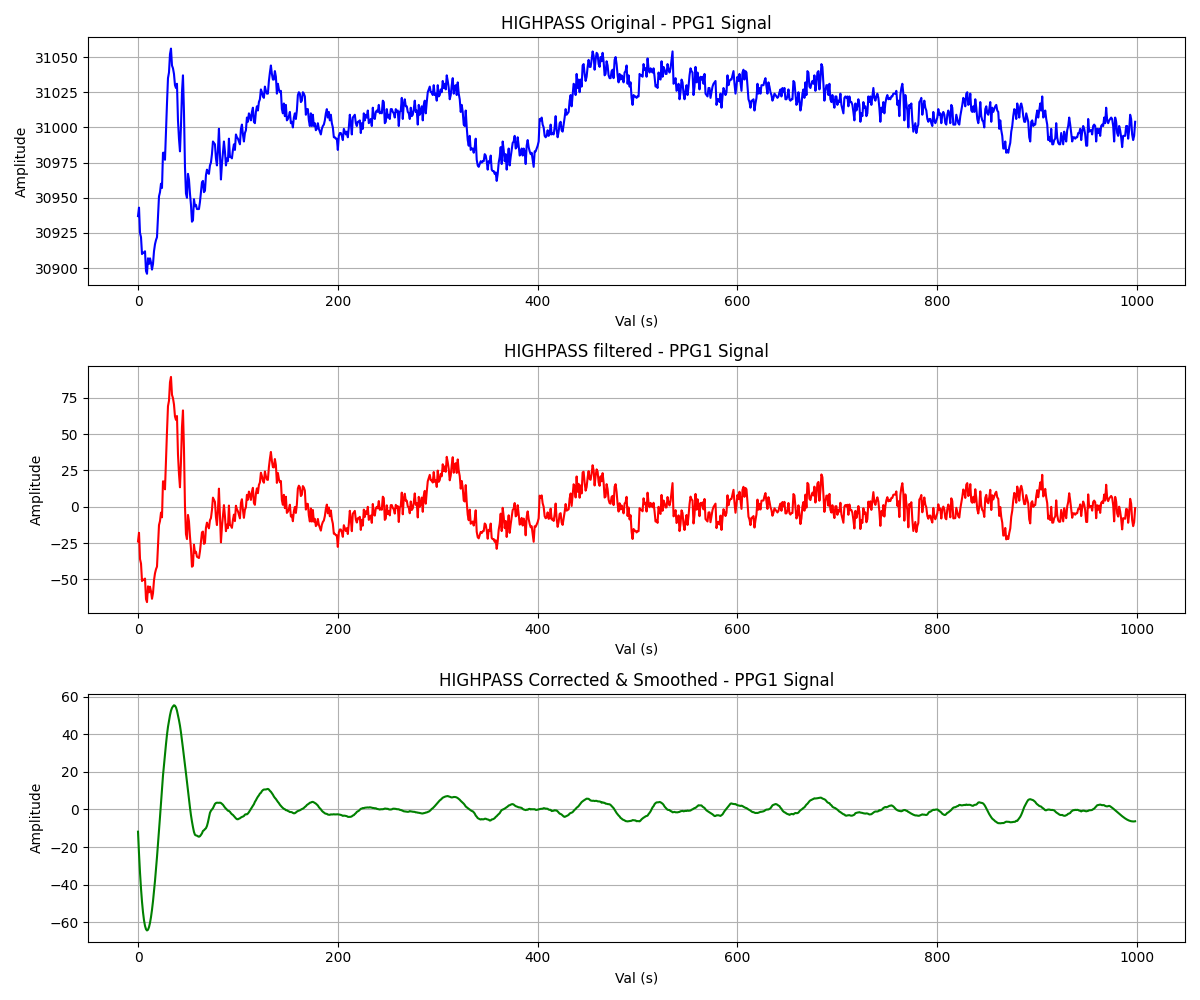 HIGHPASS Original - PPG1 Signal
31050
31025
31000
30975
30950
30925
30900
Amplitude
0 200 400 600 800 1000
Val (s)
HIGHPASS filtered - PPG1 Signal
75
50
25
0
−25
−50
Amplitude
0 200 400 600 800 1000
Val (s)
HIGHPASS Corrected & Smoothed - PPG1 Signal
60
40
20
0
−20
−40
−60
Amplitude
0 200 400 600 800 1000
Val (s)